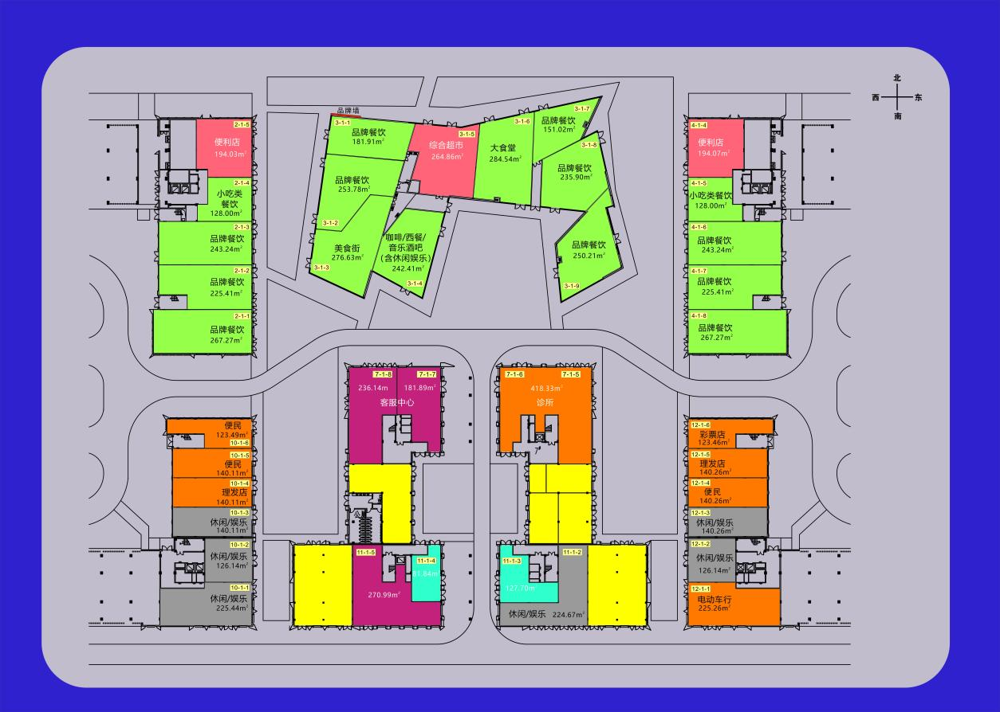 北
西 东
南
品牌墙
2-1-5
便利店
194.03m²
2-1-4
小吃类
餐饮
128.00m²
2-1-3
品牌餐饮
243.24m²
2-1-2
品牌餐饮
225.41m²
2-1-1
品牌餐饮
267.27m²
3-1-1
品牌餐饮
181.91m²
品牌餐饮
253.78m²
3-1-2
美食街
276.63m²
3-1-3
咖啡/西餐/
音乐酒吧
(含休闲娱乐)
242.41m²
3-1-4
3-1-5
综合超市
264.86m²
3-1-6
大食堂
284.54m²
3-1-7
品牌餐饮
151.02m²
3-1-8
品牌餐饮
235.90m²
品牌餐饮
250.21m²
3-1-9
4-1-4
便利店
194.07m²
4-1-5
小吃类餐饮
128.00m²
4-1-6
品牌餐饮
243.24m²
4-1-7
品牌餐饮
225.41m²
4-1-8
品牌餐饮
267.27m²
便民
123.49m²
10-1-6
10-1-5
便民
140.11m²
10-1-4
理发店
140.11m²
10-1-3
休闲/娱乐
140.11m²
10-1-2
休闲/娱乐
126.14m²
10-1-1
休闲/娱乐
225.44m²
7-1-8 7-1-7
236.14m 181.89m²
客服中心
7-1-6 7-1-5
418.33m²
诊所
11-1-5
270.99m²
11-1-4
81.84m
11-1-3
127.70m²
11-1-2
休闲/娱乐 224.67m²
12-1-6
彩票店
123.46m²
12-1-5
理发店
140.26m²
12-1-4
便民
140.26m²
12-1-3
休闲/娱乐
140.26m²
12-1-2
休闲/娱乐
126.14m²
12-1-1
电动车行
225.26m²